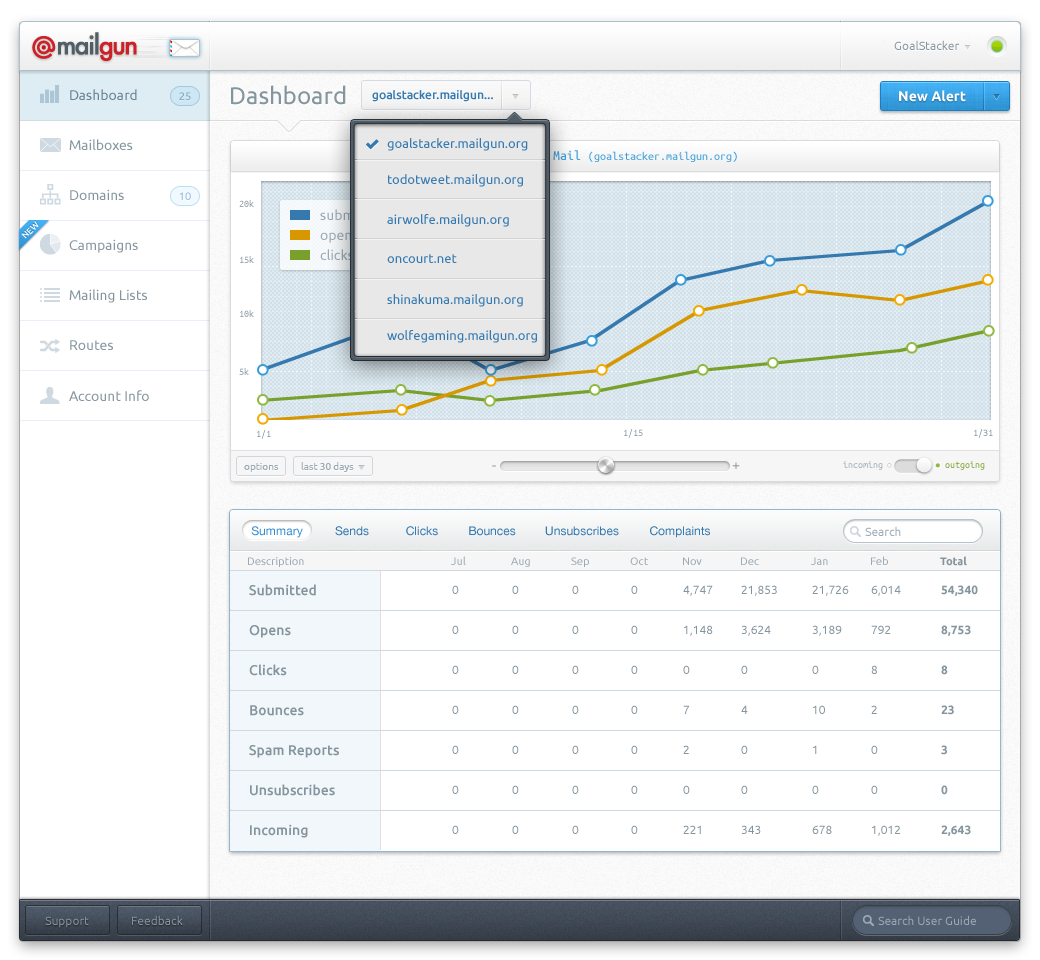 @mailgun
GoalStacker
Dashboard 25
Mailboxes
Domains 10
NEW
Campaigns
Mailing Lists
Routes
Account Info
Dashboard
goalstacker.mailgun...
New Alert
goalstacker.mailgun.org
todotweet.mailgun.org
airwolfe.mailgun.org
oncourt.net
shinakuma.mailgun.org
wolfegaming.mailgun.org
Mail (goalstacker.mailgun.org)
20k
15k
10k
5k
subm
open
clicks
1/1 1/15 1/31
options last 30 days - + incoming outgoing
Summary Sends Clicks Bounces Unsubscribes Complaints Search
Description Jul Aug Sep Oct Nov Dec Jan Feb Total
Submitted 0 0 0 0 4,747 21,853 21,726 6,014 54,340
Opens 0 0 0 0 1,148 3,624 3,189 792 8,753
Clicks 0 0 0 0 0 0 0 8 8
Bounces 0 0 0 0 7 4 10 2 23
Spam Reports 0 0 0 0 2 0 1 0 3
Unsubscribes 0 0 0 0 0 0 0 0 0
Incoming 0 0 0 0 221 343 678 1,012 2,643
Support Feedback Search User Guide